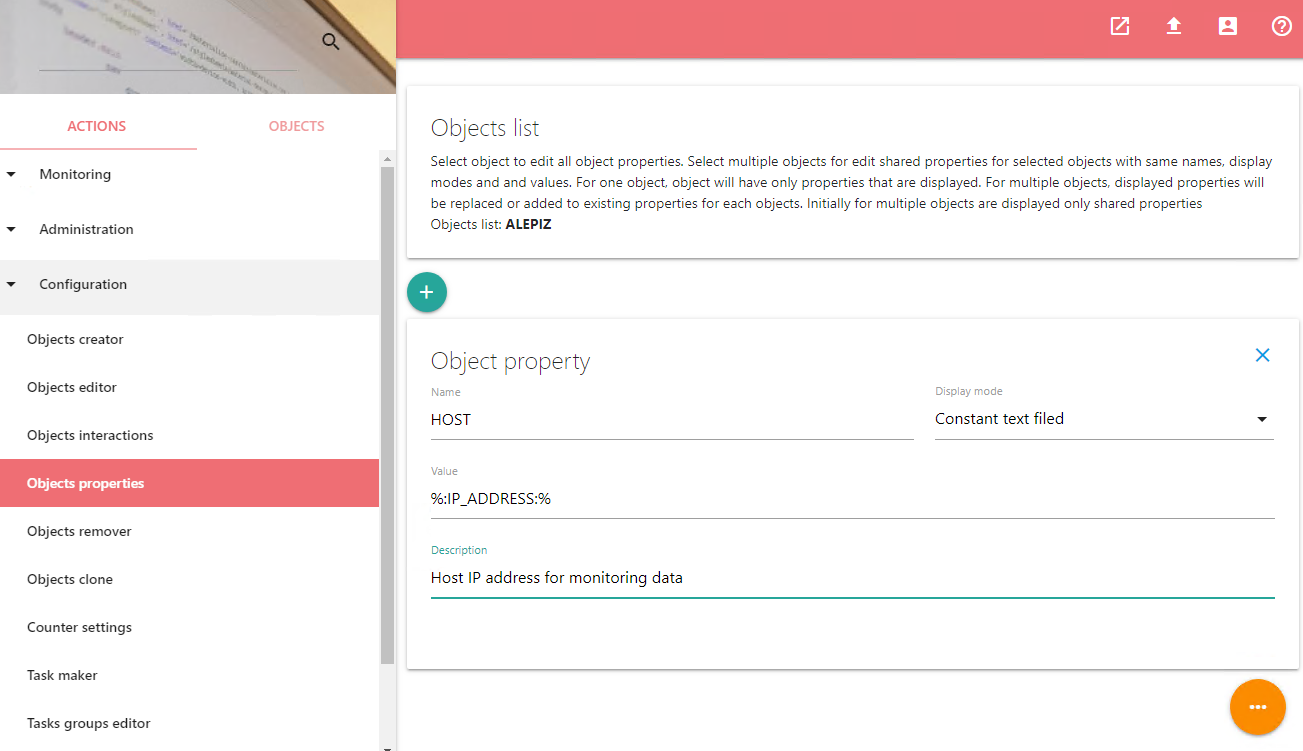 ACTIONS
OBJECTS
Monitoring
Administration
Configuration
Objects creator
Objects editor
Objects interactions
Objects properties
Objects remover
Objects clone
Counter settings
Task maker
Tasks groups editor
Objects list
Select object to edit all object properties. Select multiple objects for edit shared properties for selected objects with same names, display
modes and and values. For one object, object will have only properties that are displayed. For multiple objects, displayed properties will
be replaced or added to existing properties for each objects. Initially for multiple objects are displayed only shared properties
Objects list: ALEPIZ
Object property
Name
HOST
Display mode
Constant text filed
Value
%:IP_ADDRESS:%
Description
Host IP address for monitoring data